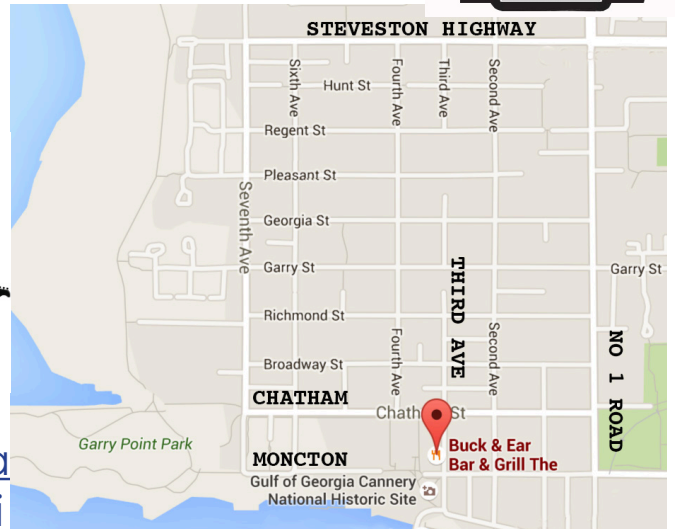 STEVESTON HIGHWAY
Sixth Ave
Hunt St
Fourth Ave
Third Ave
Second Ave
Regent St
Pleasant St
Seventh Ave
Georgia St
Garry St
THIRD AVE
Garry St
Richmond St
Fourth Ave
Second Ave
NO 1 ROAD
Broadway St
CHATHAM
St
Garry Point Park
MONCTON
Buck & Ear
Bar & Grill The
Gulf of Georgia Cannery
National Historic Site